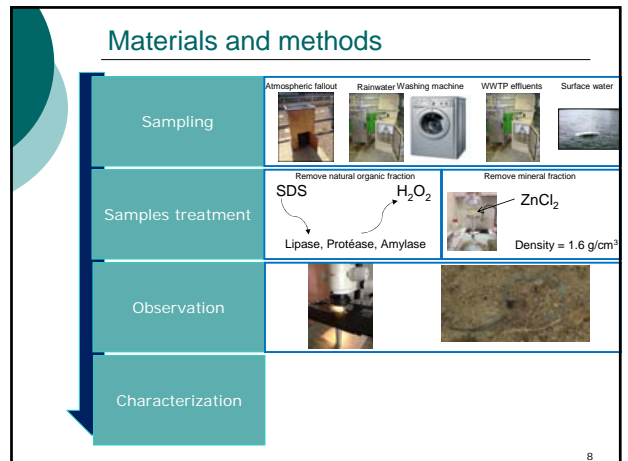 Materials and methods
Sampling
Atmospheric fallout Rainwater Washing machine WWTP effluents Surface water
Samples treatment
Remove natural organic fraction
SDS H₂O₂
Lipase, Protéase, Amylase
Remove mineral fraction
ZnCl₂
Density = 1.6 g/cm³
Observation
Characterization
8